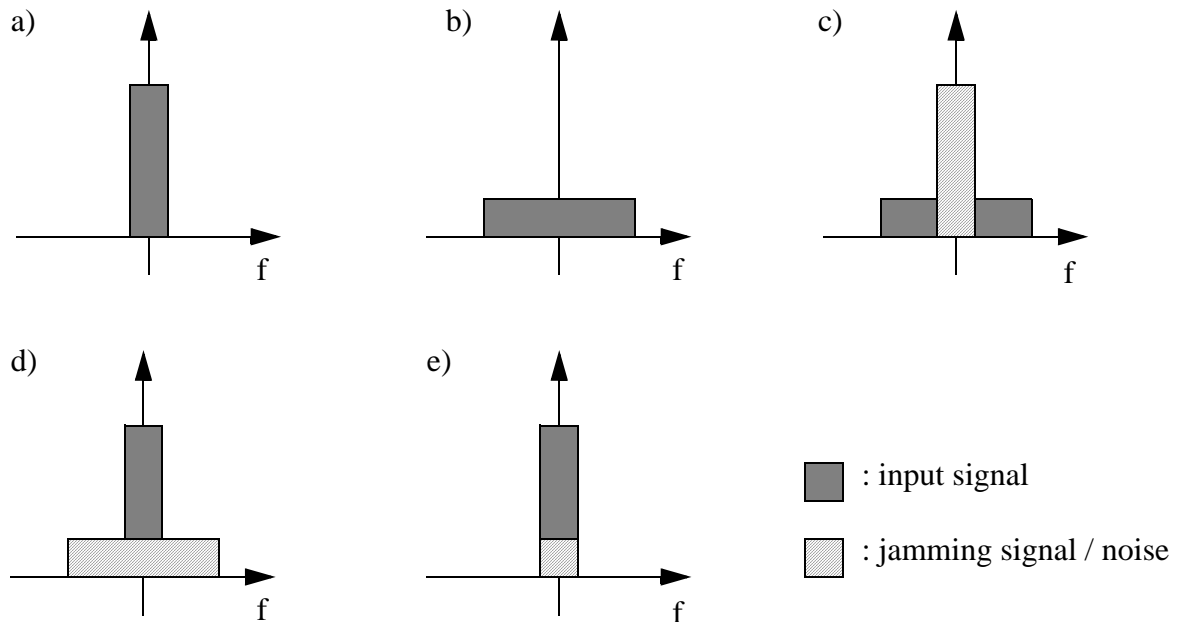 a)
b)
c)
f
f
f
d)
e)
: input signal
: jamming signal / noise
f
f